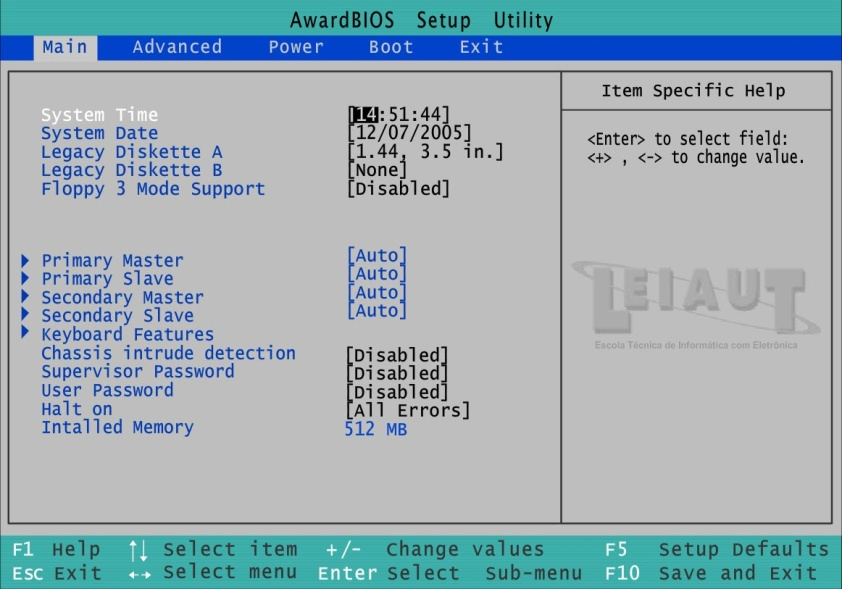 AwardBIOS Setup Utility
Main Advanced Power Boot Exit
Item Specific Help
System Time [14:51:44]
System Date [12/07/2005]
Legacy Diskette A [1.44, 3.5 in.]
Legacy Diskette B [None]
Floppy 3 Mode Support [Disabled]
<Enter> to select field:
<+> , <-> to change value.
Primary Master [Auto]
Primary Slave [Auto]
Secondary Master [Auto]
Secondary Slave [Auto]
Keyboard Features
Chassis intrude detection [Disabled]
Supervisor Password [Disabled]
User Password [Disabled]
Halt on [All Errors]
Intalled Memory 512 MB
LEIAUT
Escola Técnica de Informática com Eletrônica
F1 Help ↑↓ Select item +/- Change values F5 Setup Defaults
Esc Exit ←→ Select menu Enter Select Sub-menu F10 Save and Exit